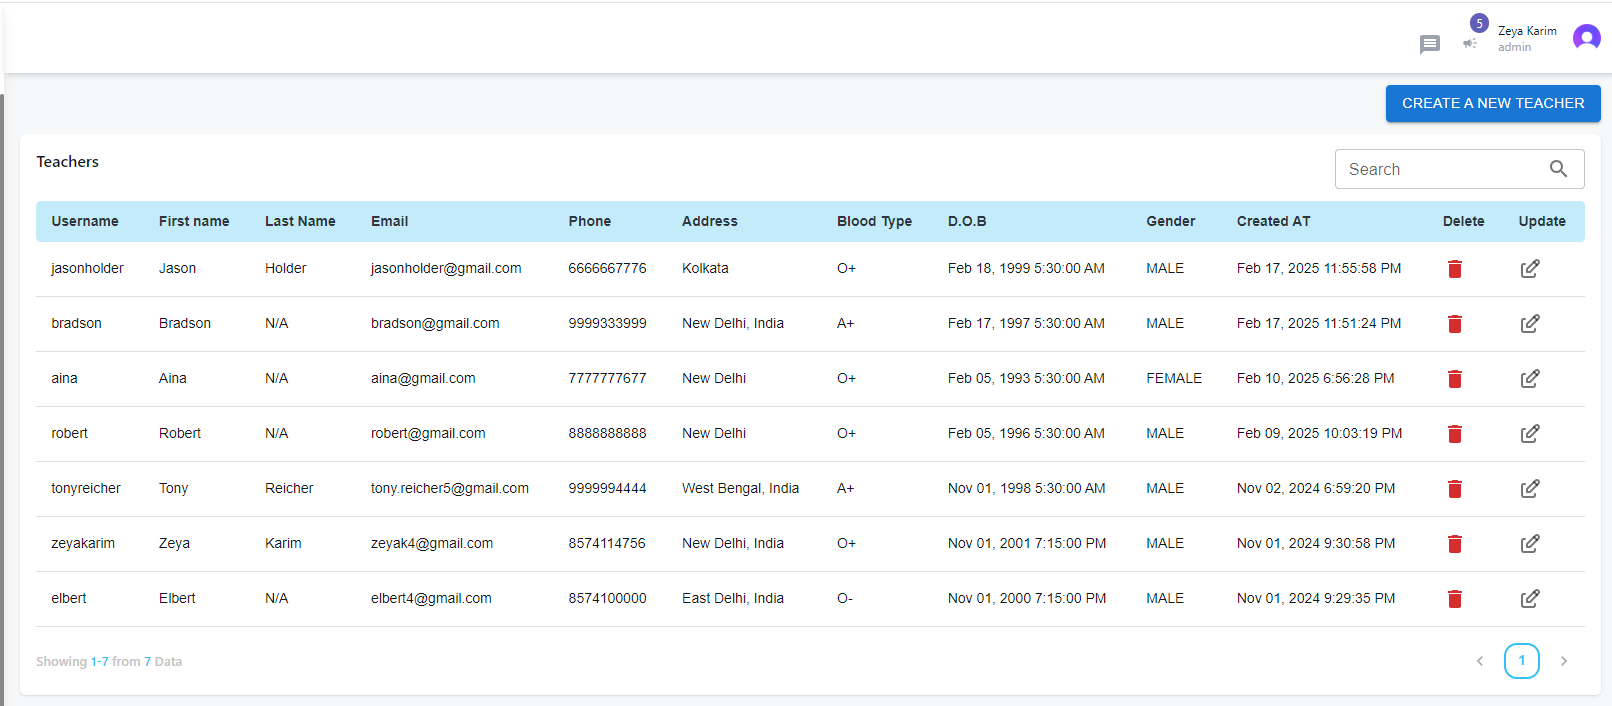 5
Zeya Karim
admin
CREATE A NEW TEACHER
Teachers
Search
Username First name Last Name Email Phone Address Blood Type D.O.B Gender Created AT Delete Update
jasonholder Jason Holder jasonholder@gmail.com 6666667776 Kolkata O+ Feb 18, 1999 5:30:00 AM MALE Feb 17, 2025 11:55:58 PM
bradson Bradson N/A bradson@gmail.com 9999333999 New Delhi, India A+ Feb 17, 1997 5:30:00 AM MALE Feb 17, 2025 11:51:24 PM
aina Aina N/A aina@gmail.com 7777777677 New Delhi O+ Feb 05, 1993 5:30:00 AM FEMALE Feb 10, 2025 6:56:28 PM
robert Robert N/A robert@gmail.com 8888888888 New Delhi O+ Feb 05, 1996 5:30:00 AM MALE Feb 09, 2025 10:03:19 PM
tonyreicher Tony Reicher tony.reicher5@gmail.com 9999994444 West Bengal, India A+ Nov 01, 1998 5:30:00 AM MALE Nov 02, 2024 6:59:20 PM
zeyakarim Zeya Karim zeyak4@gmail.com 8574114756 New Delhi, India O+ Nov 01, 2001 7:15:00 PM MALE Nov 01, 2024 9:30:58 PM
elbert Elbert N/A elbert4@gmail.com 8574100000 East Delhi, India O- Nov 01, 2000 7:15:00 PM MALE Nov 01, 2024 9:29:35 PM
Showing 1-7 from 7 Data
1